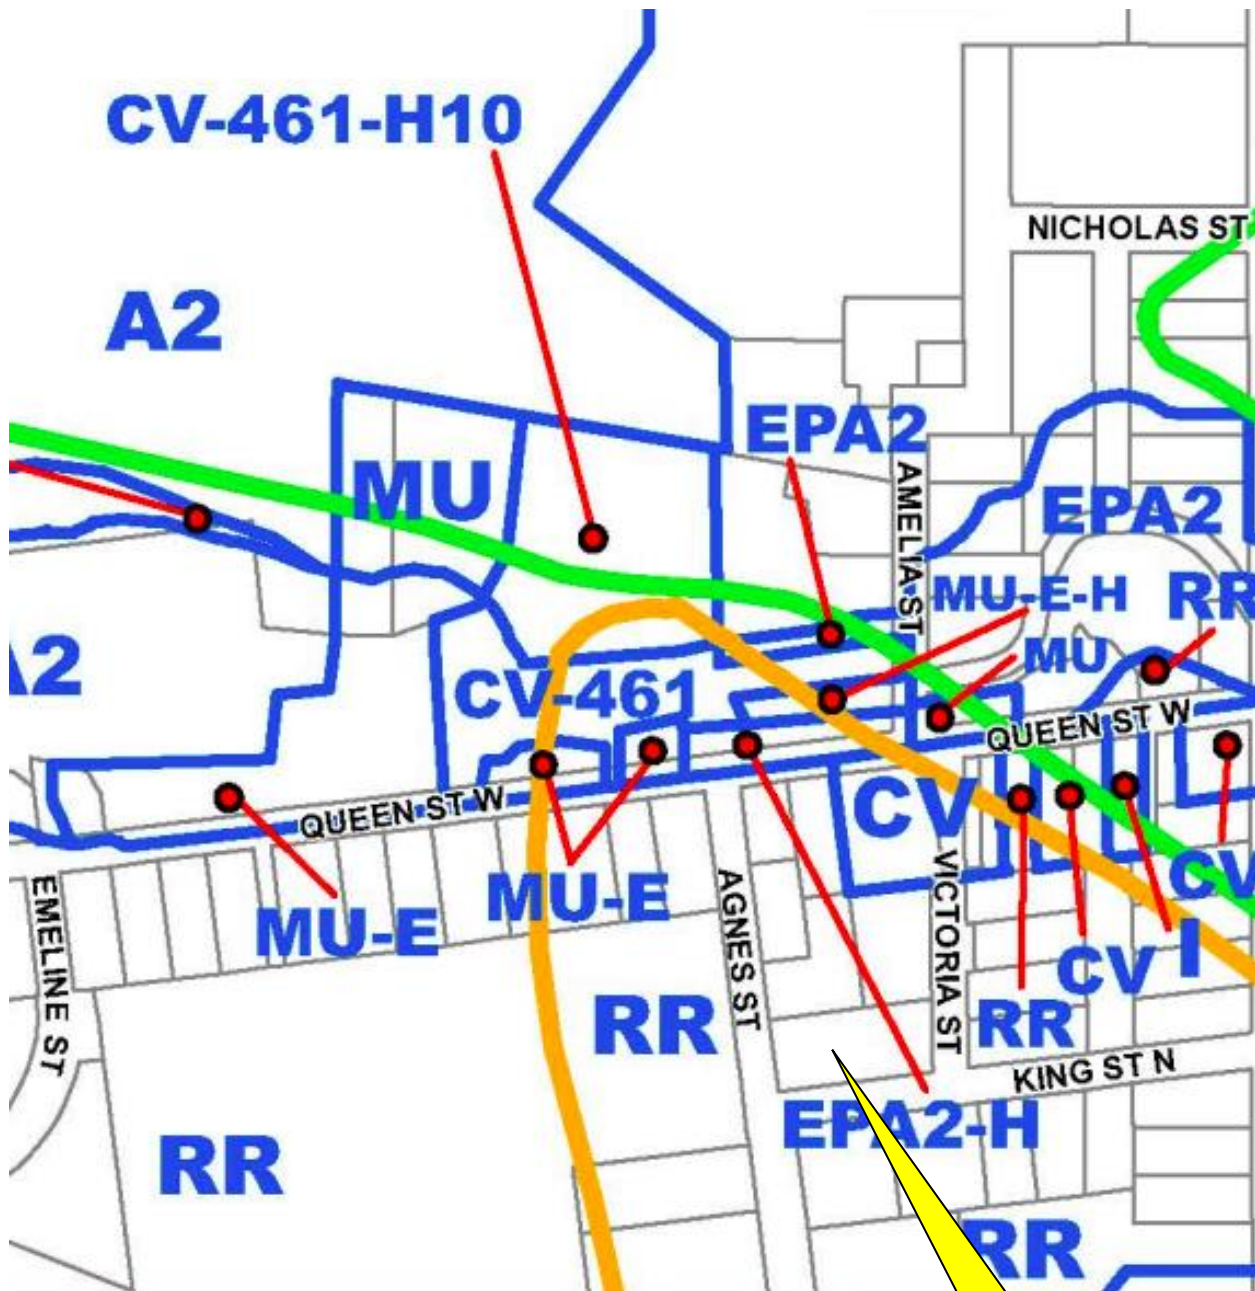 CV-461-H10
NICHOLAS ST
A2
EPA2
MU
AMELIA ST
EPA2
MU-E-H
RR
MU
A2
CV-461
QUEEN ST W
QUEEN ST W
CV
MU-E
CV
MU-E
EMELINE ST
AGNES ST
VICTORIA ST
I
CV
RR
RR
KING ST N
EPA2-H
RR
RR